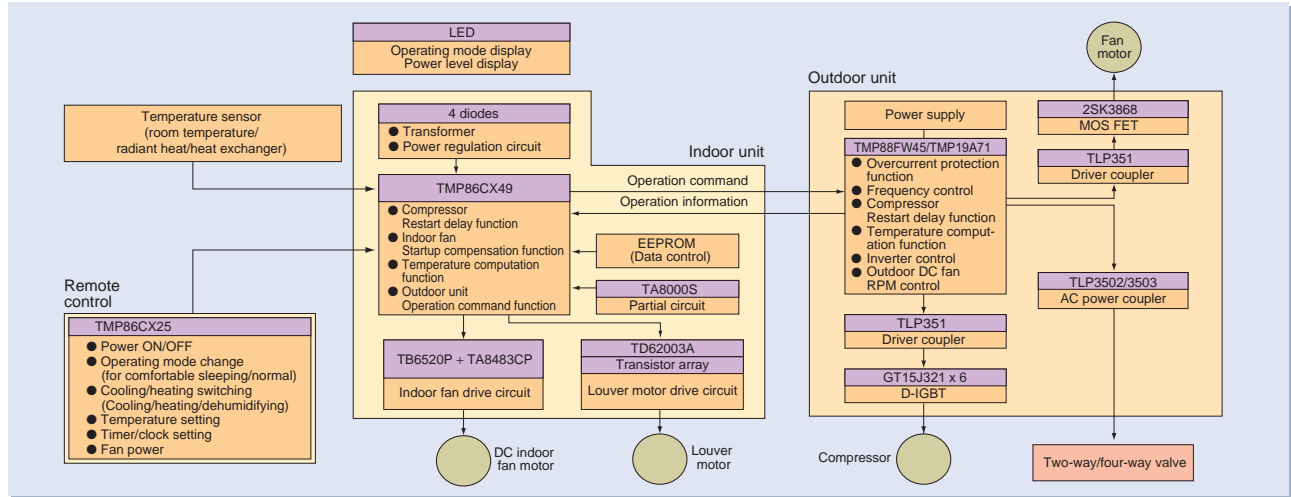 LED
Operating mode display
Power level display
Temperature sensor
(room temperature/
radiant heat/heat exchanger)
Remote
control
TMP86CX25
● Power ON/OFF
● Operating mode change
(for comfortable sleeping/normal)
● Cooling/heating switching
(Cooling/heating/dehumidifying)
● Temperature setting
● Timer/clock setting
● Fan power
Indoor unit
4 diodes
● Transformer
● Power regulation circuit
TMP86CX49
● Compressor
Restart delay function
● Indoor fan
Startup compensation function
● Temperature computation
function
● Outdoor unit
Operation command function
EEPROM
(Data control)
TA8000S
Partial circuit
TB6520P + TA8483CP
Indoor fan drive circuit
TD62003A
Transistor array
Louver motor drive circuit
DC indoor
fan motor
Louver
motor
Operation command
Operation information
Outdoor unit
Power supply
TMP88FW45/TMP19A71
● Overcurrent protection
function
● Frequency control
● Compressor
Restart delay function
● Temperature comput-
ation function
● Inverter control
● Outdoor DC fan
RPM control
TLP351
Driver coupler
GT15J321 x 6
D-IGBT
Compressor
Fan
motor
2SK3868
MOS FET
TLP351
Driver coupler
TLP3502/3503
AC power coupler
Two-way/four-way valve